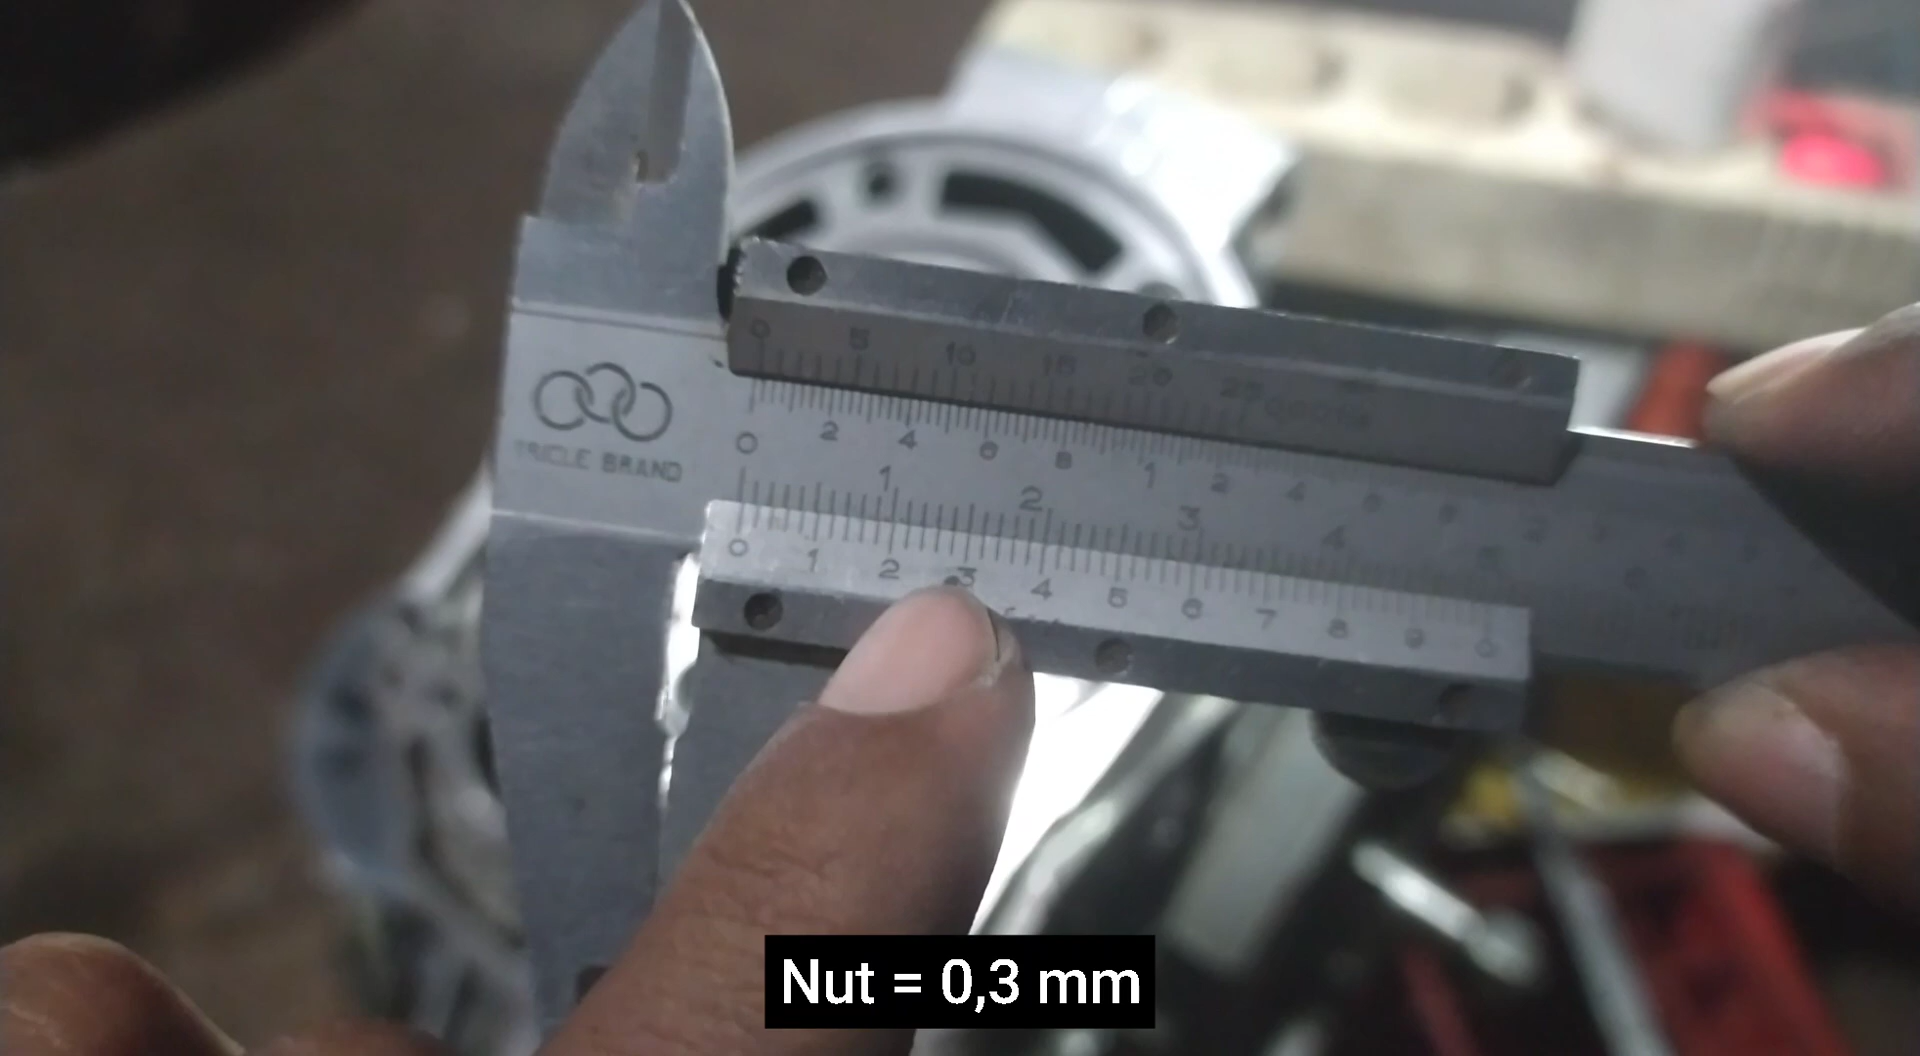 0 5 10 15 20 25
0 2 4 6 8 1 2 4 6 8 2
TRICLE BRAND
1 2 3 4 5
0 1 2 3 4 5 6 7 8 9 0
Nut = 0,3 mm